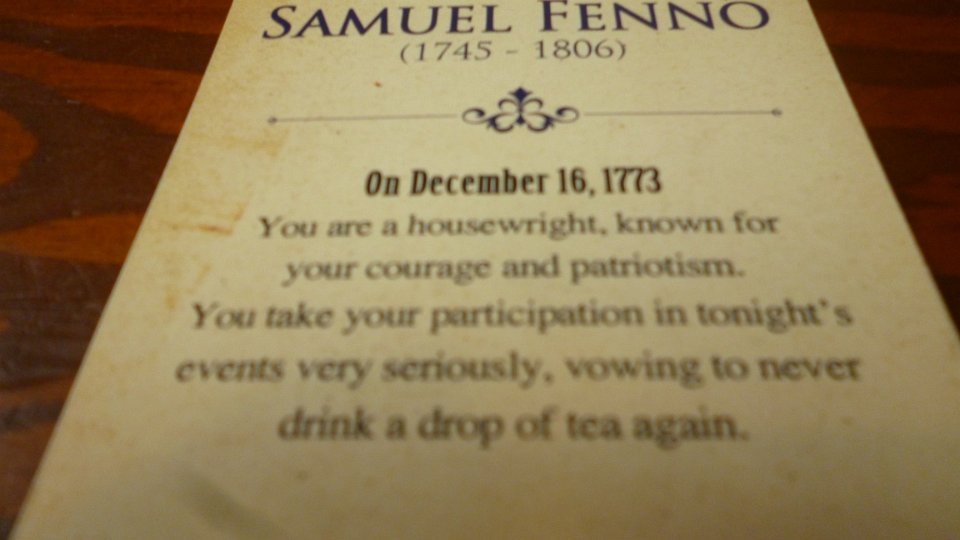 SAMUEL FENNO
(1745 - 1806)
On December 16, 1773
You are a housewright, known for
your courage and patriotism.
You take your participation in tonight's
events very seriously, vowing to never
drink a drop of tea again.